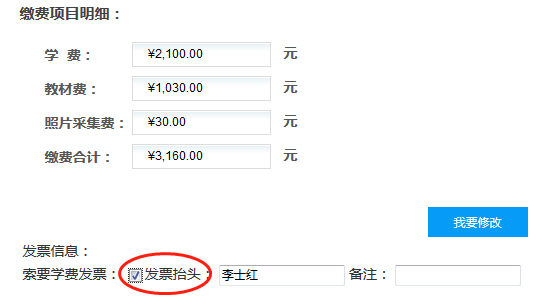 缴费项目明细：
学 费： ¥2,100.00 元
教材费： ¥1,030.00 元
照片采集费： ¥30.00 元
缴费合计： ¥3,160.00 元
我要修改
发票信息：
索要学费发票： 发票抬头： 李士红 备注：